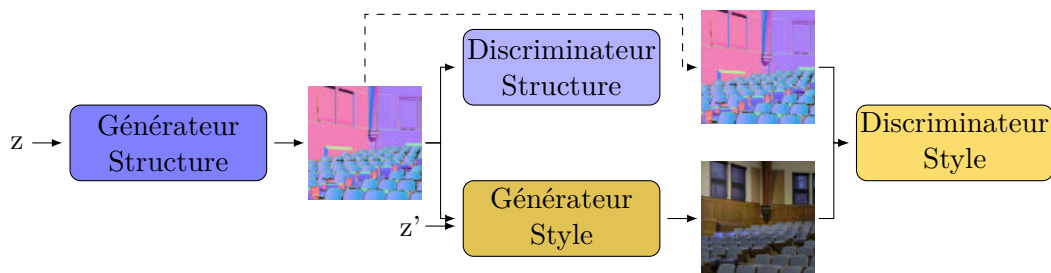 z
Générateur
Structure
Discriminateur
Structure
z'
Générateur
Style
Discriminateur
Style